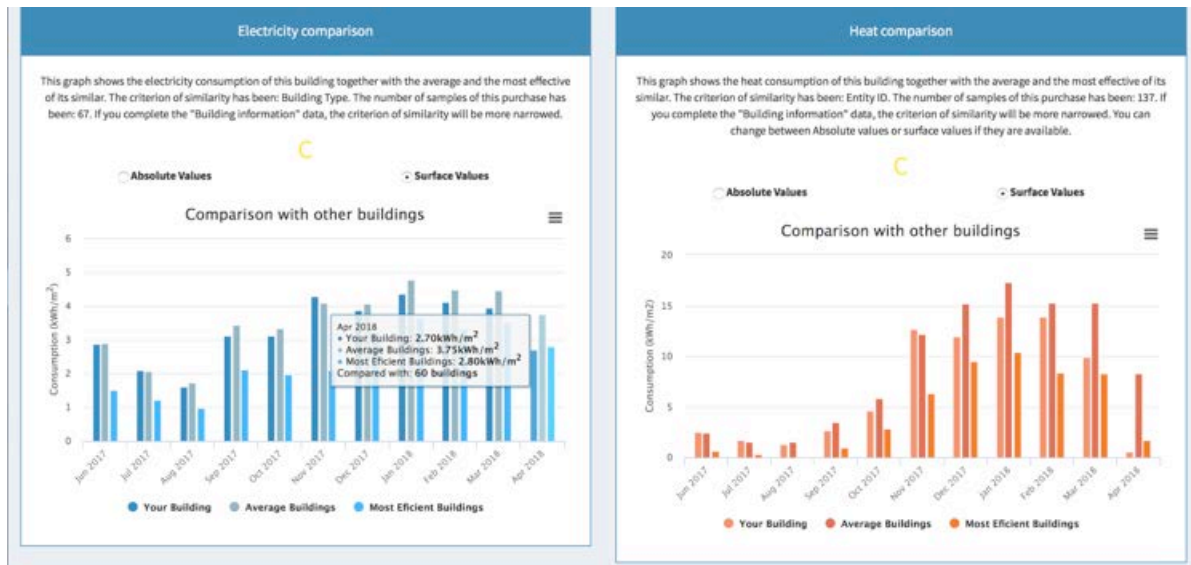 Electricity comparison
This graph shows the electricity consumption of this building together with the average and the most effective
of its similar. The criterion of similarity has been: Building Type. The number of samples of this purchase has
been: 67. If you complete the "Building information" data, the criterion of similarity will be more narrowed.
C
Absolute Values
Surface Values
Comparison with other buildings
6
5
4
3
2
1
0
Consumption (kWh/m²)
Apr 2018
Your Building: 2.70kWh/m²
Average Buildings: 3.75kWh/m²
Most Eficient Buildings: 2.80kWh/m²
Compared with: 60 buildings
Jun 2017
Jul 2017
Aug 2017
Sep 2017
Oct 2017
Nov 2017
Dec 2017
Jan 2018
Feb 2018
Mar 2018
Apr 2018
Your Building
Average Buildings
Most Eficient Buildings
Heat comparison
This graph shows the heat consumption of this building together with the average and the most effective of its
similar. The criterion of similarity has been: Entity ID. The number of samples of this purchase has been: 137. If
you complete the "Building information" data, the criterion of similarity will be more narrowed. You can
change between Absolute values or surface values if they are available.
C
Absolute Values
Surface Values
Comparison with other buildings
20
15
10
5
0
Consumption (kWh/m2)
Jun 2017
Jul 2017
Aug 2017
Sep 2017
Oct 2017
Nov 2017
Dec 2017
Jan 2018
Feb 2018
Mar 2018
Apr 2018
Your Building
Average Buildings
Most Eficient Buildings